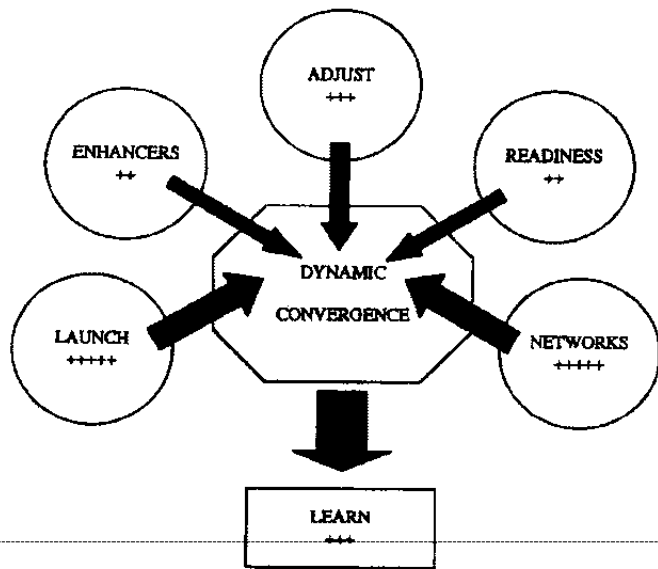 ADJUST
+++
ENHANCERS
++
READINESS
++
DYNAMIC
CONVERGENCE
LAUNCH
+++++
NETWORKS
+++++
LEARN
+++